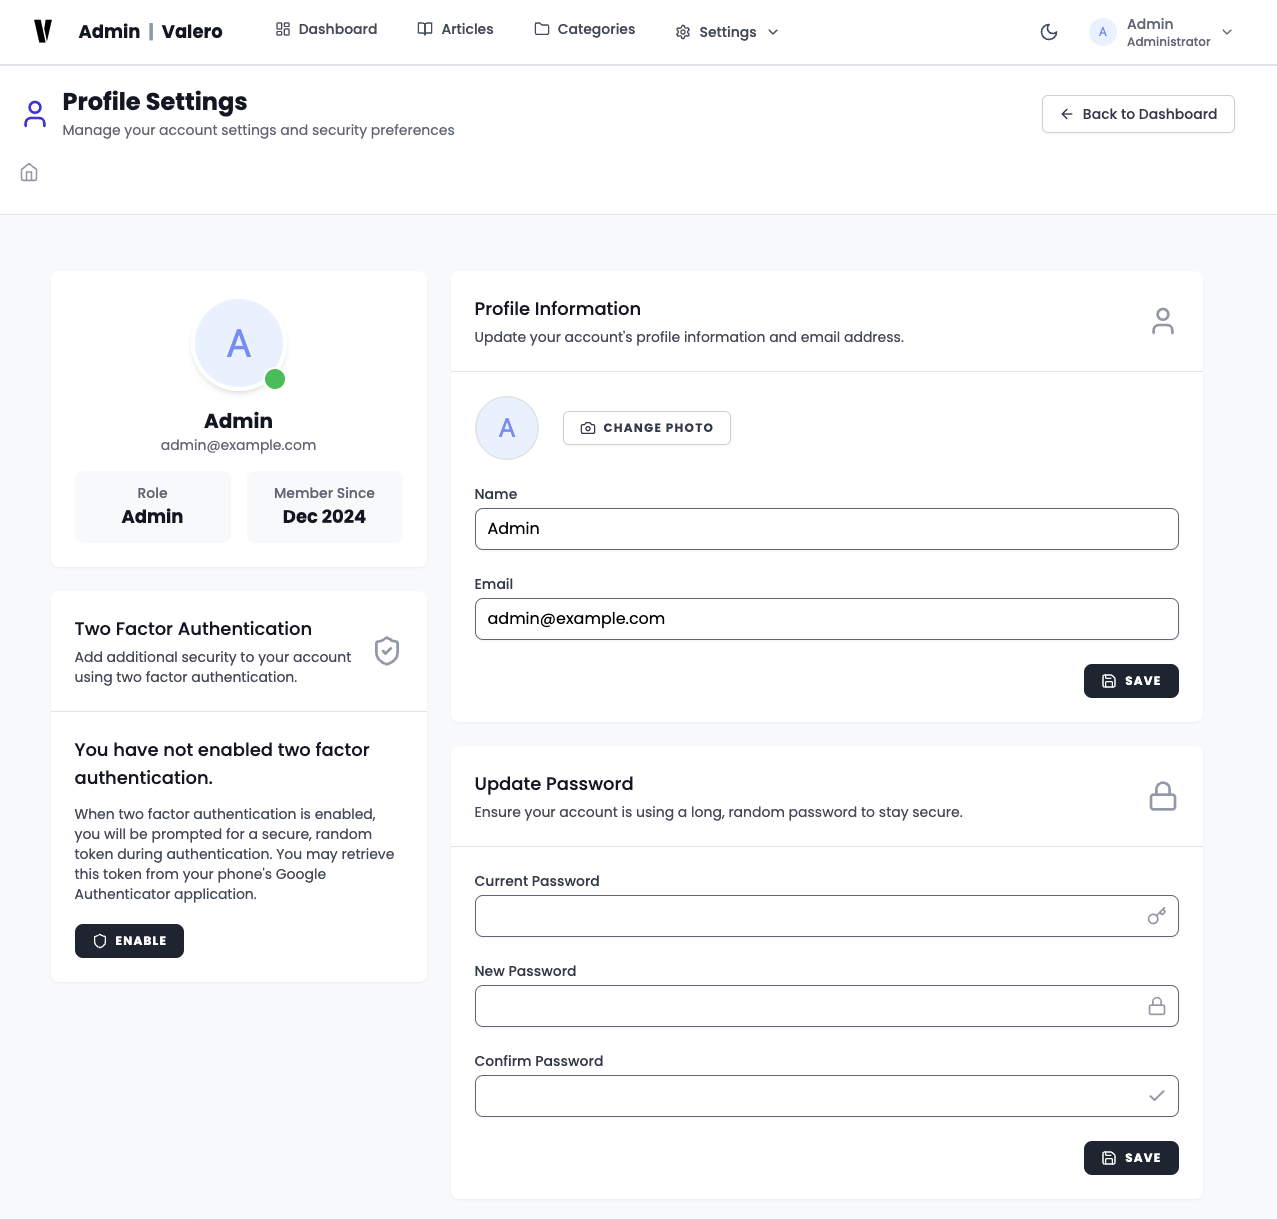 Admin | Valero
Dashboard
Articles
Categories
Settings
A
Admin
Administrator
Profile Settings
Manage your account settings and security preferences
Back to Dashboard
A
Admin
admin@example.com
Role
Admin
Member Since
Dec 2024
Two Factor Authentication
Add additional security to your account
using two factor authentication.
You have not enabled two factor
authentication.
When two factor authentication is enabled,
you will be prompted for a secure, random
token during authentication. You may retrieve
this token from your phone's Google
Authenticator application.
ENABLE
Profile Information
Update your account's profile information and email address.
A
CHANGE PHOTO
Name
Admin
Email
admin@example.com
SAVE
Update Password
Ensure your account is using a long, random password to stay secure.
Current Password
New Password
Confirm Password
SAVE